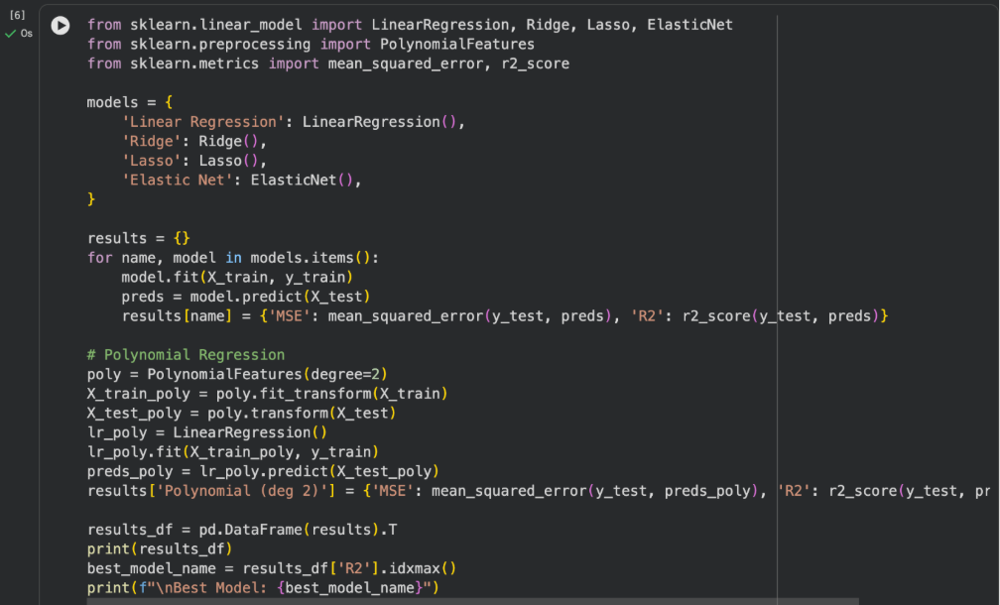 [6]
0s
from sklearn.linear_model import LinearRegression, Ridge, Lasso, ElasticNet
from sklearn.preprocessing import PolynomialFeatures
from sklearn.metrics import mean_squared_error, r2_score

models = {
    'Linear Regression': LinearRegression(),
    'Ridge': Ridge(),
    'Lasso': Lasso(),
    'Elastic Net': ElasticNet(),
}

results = {}
for name, model in models.items():
    model.fit(X_train, y_train)
    preds = model.predict(X_test)
    results[name] = {'MSE': mean_squared_error(y_test, preds), 'R2': r2_score(y_test, preds)}

# Polynomial Regression
poly = PolynomialFeatures(degree=2)
X_train_poly = poly.fit_transform(X_train)
X_test_poly = poly.transform(X_test)
lr_poly = LinearRegression()
lr_poly.fit(X_train_poly, y_train)
preds_poly = lr_poly.predict(X_test_poly)
results['Polynomial (deg 2)'] = {'MSE': mean_squared_error(y_test, preds_poly), 'R2': r2_score(y_test, pr

results_df = pd.DataFrame(results).T
print(results_df)
best_model_name = results_df['R2'].idxmax()
print(f"\nBest Model: {best_model_name}")